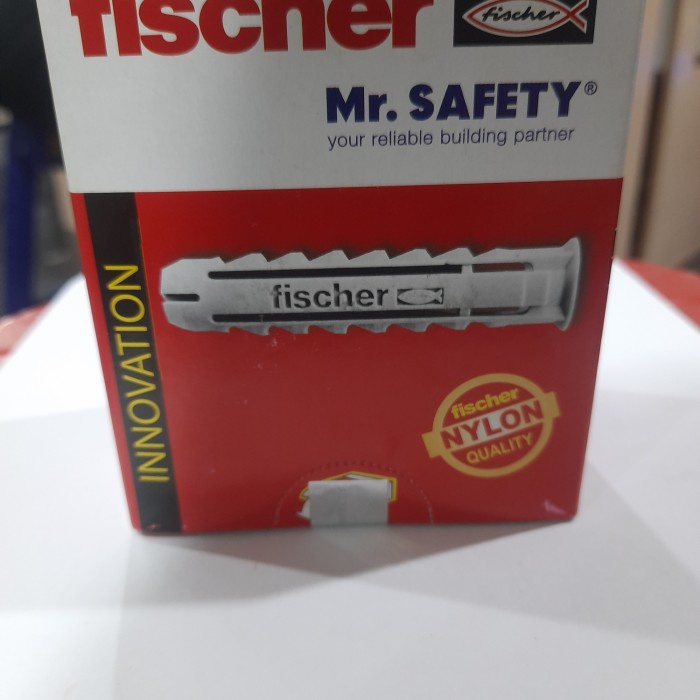 fischer
fischer
Mr. SAFETY®
your reliable building partner
INNOVATION
fischer
fischer
NYLON
QUALITY